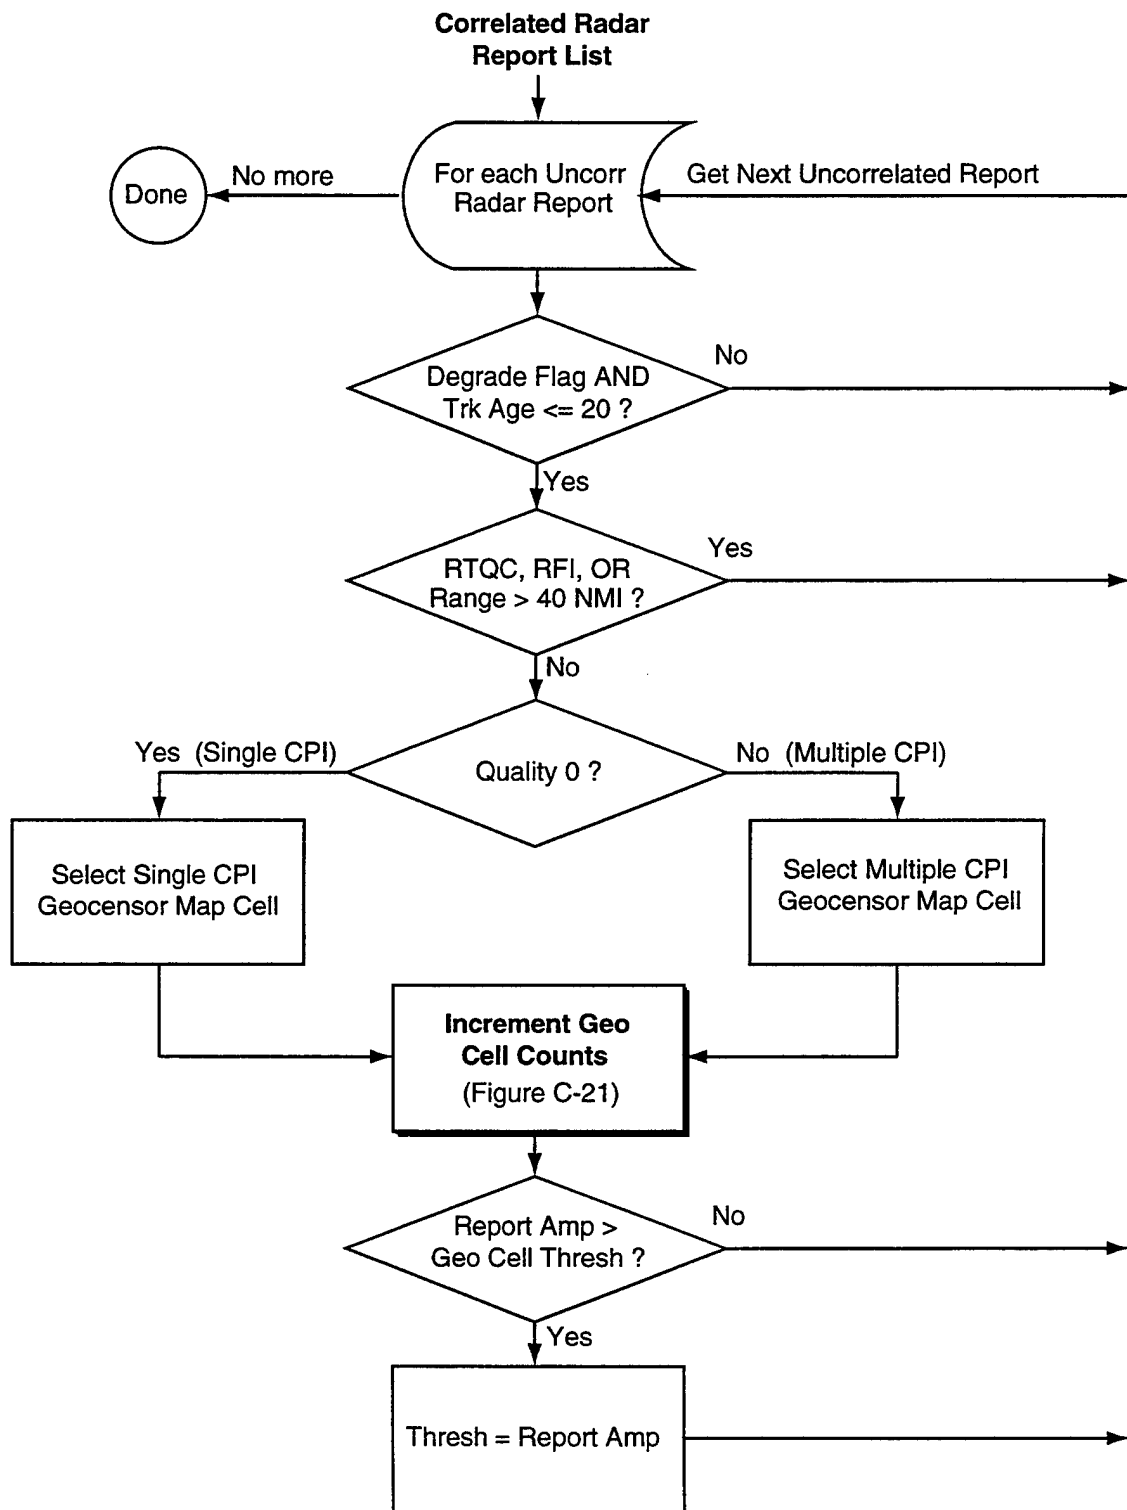 Correlated Radar
Report List
Done
No more
For each Uncorr
Radar Report
Get Next Uncorrelated Report
Degrade Flag AND
Trk Age <= 20 ?
No
Yes
RTQC, RFI, OR
Range > 40 NMI ?
Yes
No
Yes (Single CPI)
Quality 0 ?
No (Multiple CPI)
Select Single CPI
Geocensor Map Cell
Select Multiple CPI
Geocensor Map Cell
Increment Geo
Cell Counts
(Figure C-21)
Report Amp >
Geo Cell Thresh ?
No
Yes
Thresh = Report Amp